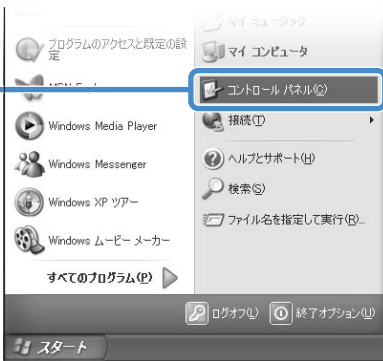 プログラムのアクセスと既定の設
定
Windows Media Player
Windows Messenger
Windows XP ツアー
Windows ムービー メーカー
すべてのプログラム(P)
マイ ミュージック
マイ コンピュータ
コントロール パネル(C)
接続(T)
ヘルプとサポート(H)
検索(S)
ファイル名を指定して実行(R)...
ログオフ(L)
終了オプション(U)
スタート